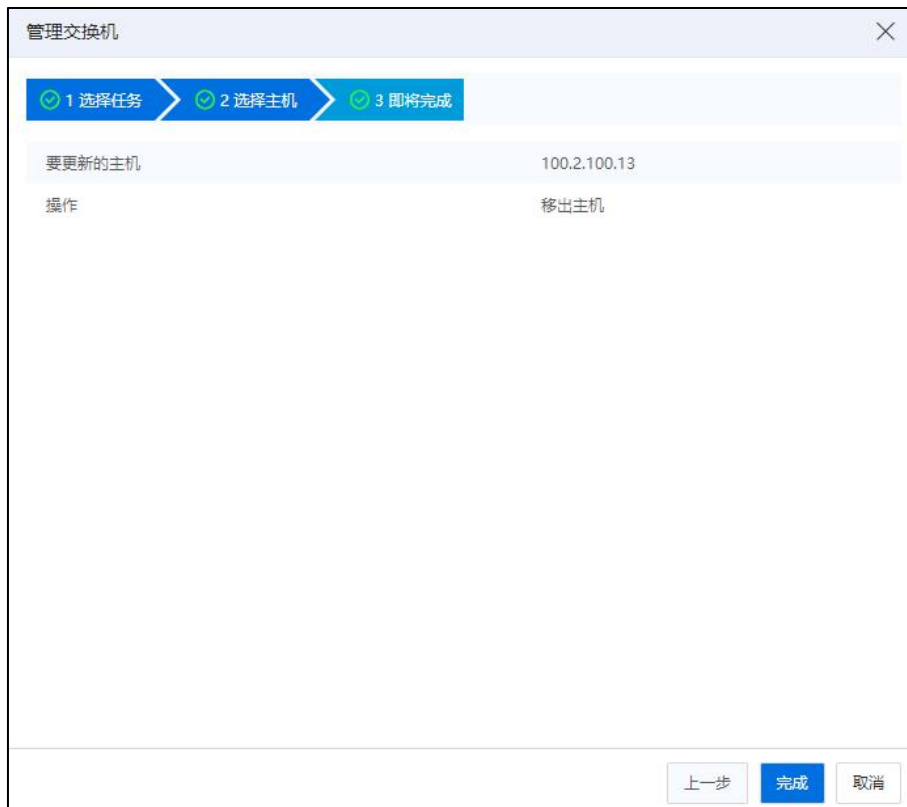 管理交换机
1 选择任务 2 选择主机 3 即将完成
要更新的主机 100.2.100.13
操作 移出主机
上一步 完成 取消